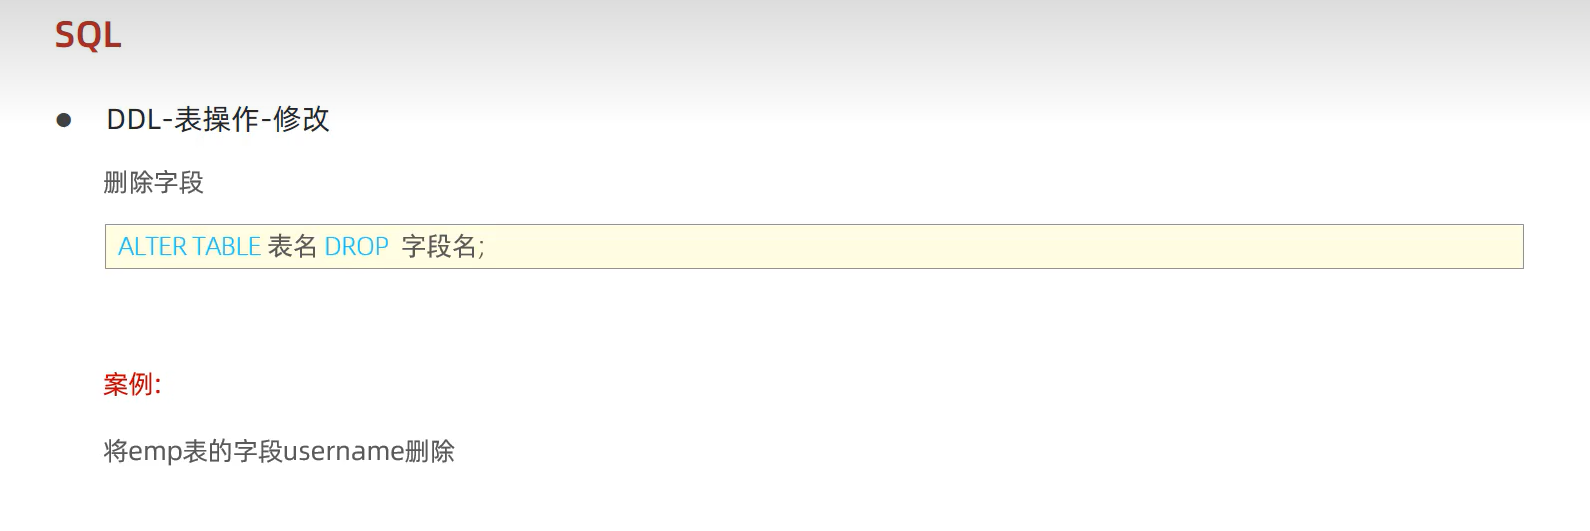 SQL
DDL-表操作-修改
删除字段
ALTER TABLE 表名 DROP 字段名;
案例：
将emp表的字段username删除